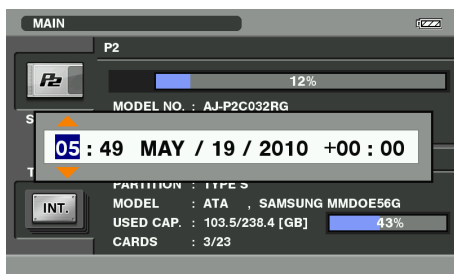 MAIN
P2
P2
12%
MODEL NO. : AJ-P2C032RG
S
05 : 49 MAY / 19 / 2010 +00 : 00
T
PARTITION : TYPE S
INT.
MODEL : ATA , SAMSUNG MMDOE56G
USED CAP. : 103.5/238.4 [GB] 43%
CARDS : 3/23